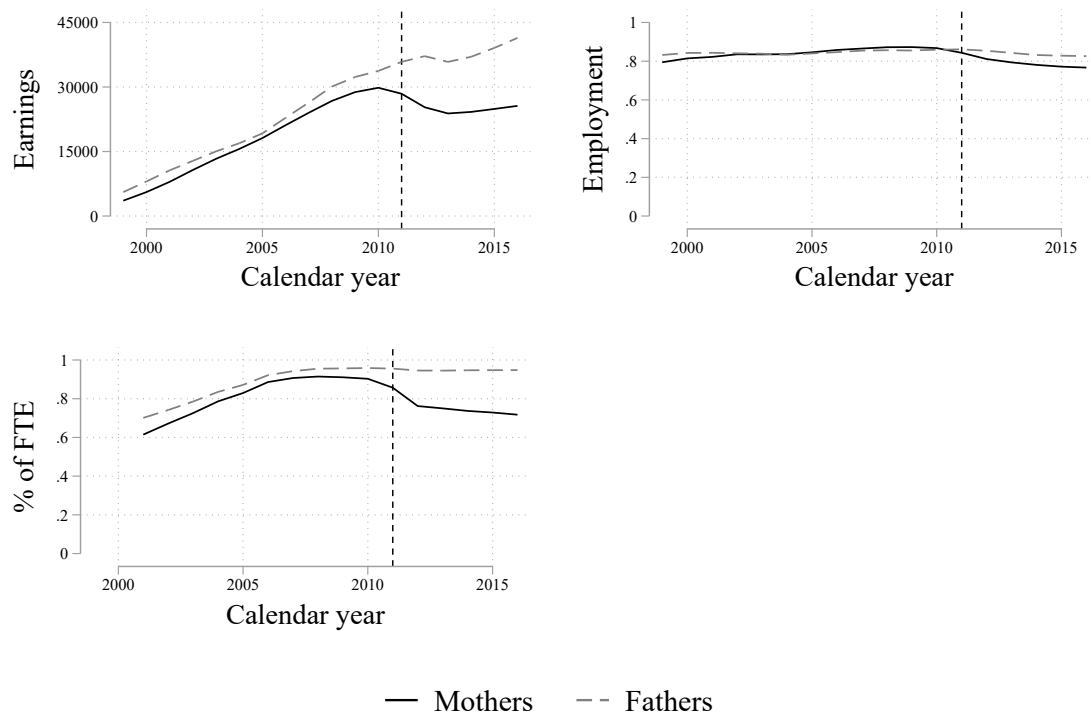 Earnings
45000
30000
15000
0
2000 2005 2010 2015
Calendar year
Employment
1
.8
.6
.4
.2
0
2000 2005 2010 2015
Calendar year
% of FTE
1
.8
.6
.4
.2
0
2000 2005 2010 2015
Calendar year
Mothers Fathers